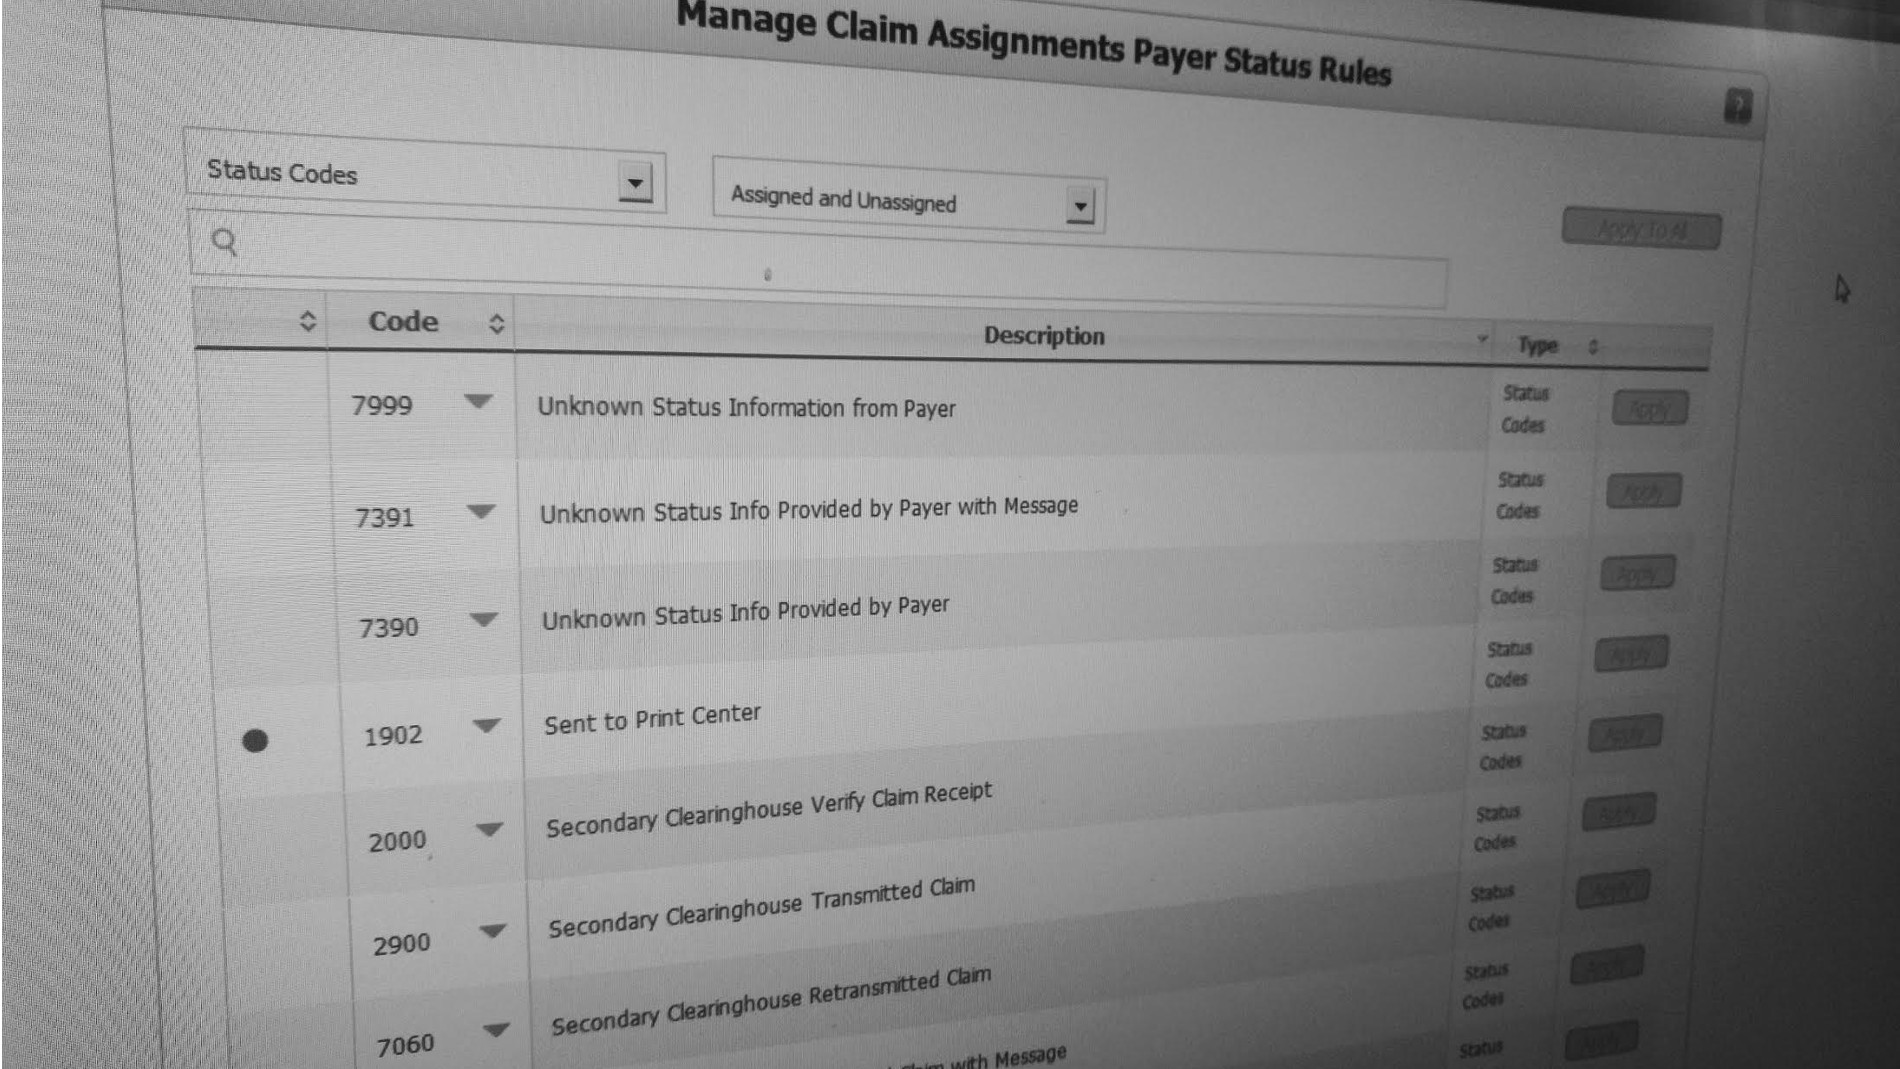 Manage Claim Assignments Payer Status Rules
?
Status Codes
Assigned and Unassigned
Apply To All
Code
Description
Type
7999
Unknown Status Information from Payer
Status
Codes
Apply
7391
Unknown Status Info Provided by Payer with Message
Status
Codes
Apply
7390
Unknown Status Info Provided by Payer
Status
Codes
Apply
1902
Sent to Print Center
Status
Codes
Apply
2000
Secondary Clearinghouse Verify Claim Receipt
Status
Codes
Apply
2900
Secondary Clearinghouse Transmitted Claim
Status
Codes
Apply
7060
Secondary Clearinghouse Retransmitted Claim
Status
Codes
Apply
Claim with Message
Status
Codes
Apply
Status
Apply